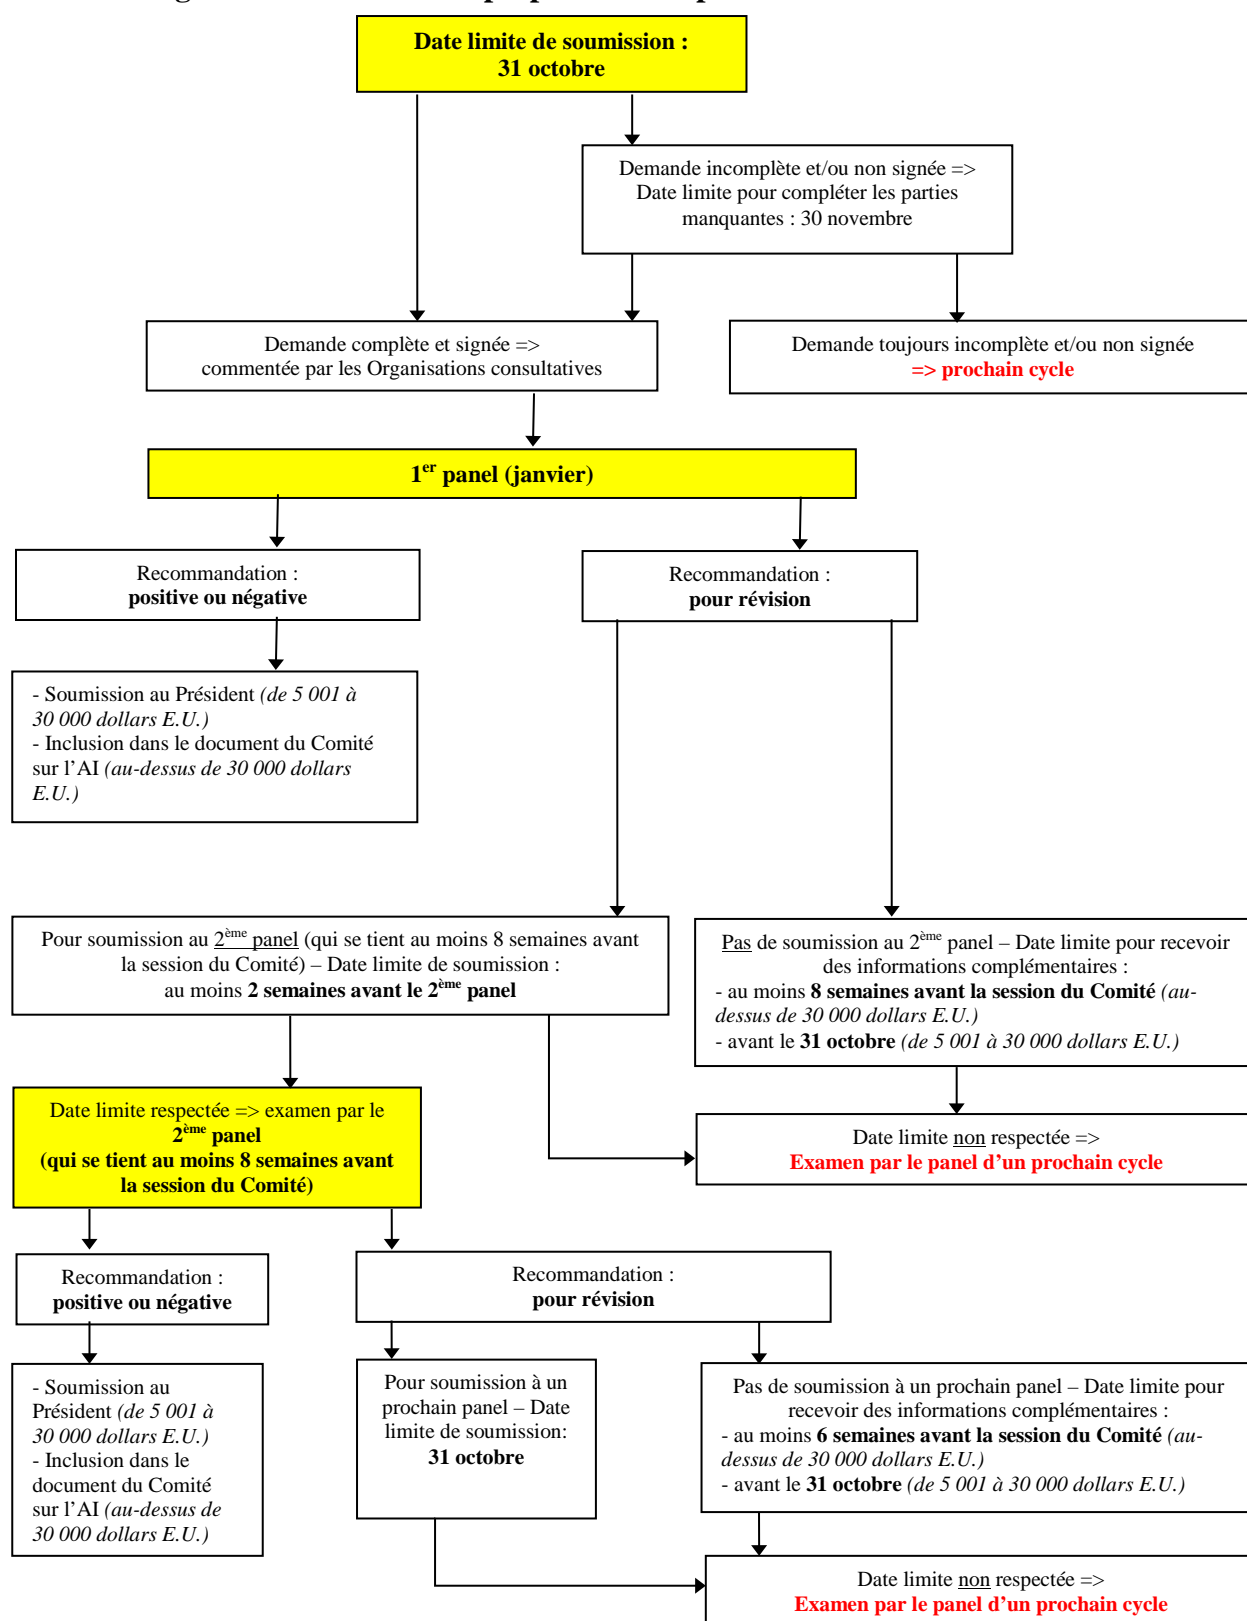 Date limite de soumission :
31 octobre
Demande incomplète et/ou non signée =>
Date limite pour compléter les parties
manquantes : 30 novembre
Demande complète et signée =>
commentée par les Organisations consultatives
Demande toujours incomplète et/ou non signée
=> prochain cycle
1er panel (janvier)
Recommandation :
positive ou négative
Recommandation :
pour révision
- Soumission au Président (de 5 001 à
30 000 dollars E.U.)
- Inclusion dans le document du Comité
sur l’AI (au-dessus de 30 000 dollars
E.U.)
Pour soumission au 2ème panel (qui se tient au moins 8 semaines avant
la session du Comité) – Date limite de soumission :
au moins 2 semaines avant le 2ème panel
Pas de soumission au 2ème panel – Date limite pour recevoir
des informations complémentaires :
- au moins 8 semaines avant la session du Comité (au-
dessus de 30 000 dollars E.U.)
- avant le 31 octobre (de 5 001 à 30 000 dollars E.U.)
Date limite respectée => examen par le
2ème panel
(qui se tient au moins 8 semaines avant
la session du Comité)
Date limite non respectée =>
Examen par le panel d’un prochain cycle
Recommandation :
positive ou négative
Recommandation :
pour révision
- Soumission au
Président (de 5 001 à
30 000 dollars E.U.)
- Inclusion dans le
document du Comité
sur l’AI (au-dessus de
30 000 dollars E.U.)
Pour soumission à un
prochain panel – Date
limite de soumission:
31 octobre
Pas de soumission à un prochain panel – Date limite pour
recevoir des informations complémentaires :
- au moins 6 semaines avant la session du Comité (au-
dessus de 30 000 dollars E.U.)
- avant le 31 octobre (de 5 001 à 30 000 dollars E.U.)
Date limite non respectée =>
Examen par le panel d’un prochain cycle